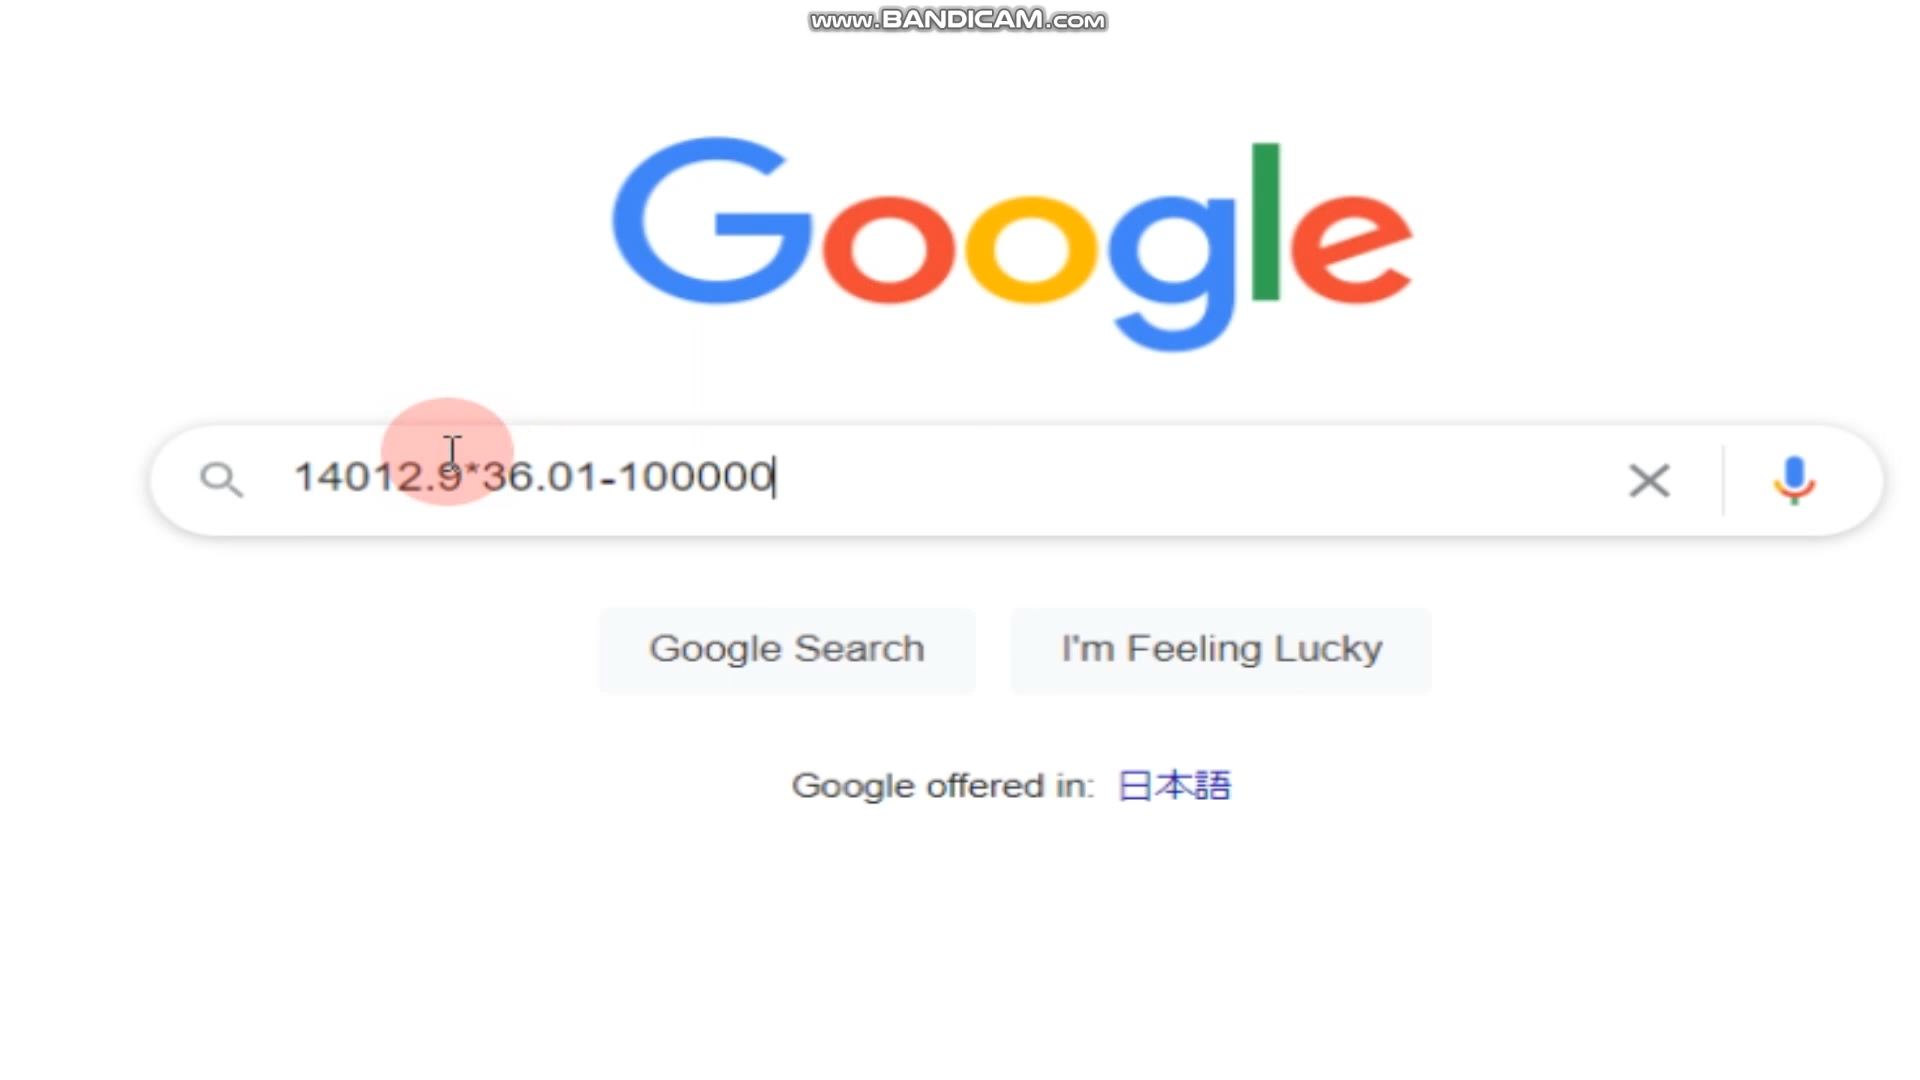 www.BANDICAM.com
Google
14012.9*36.01-100000
Google Search
I'm Feeling Lucky
Google offered in: 日本語